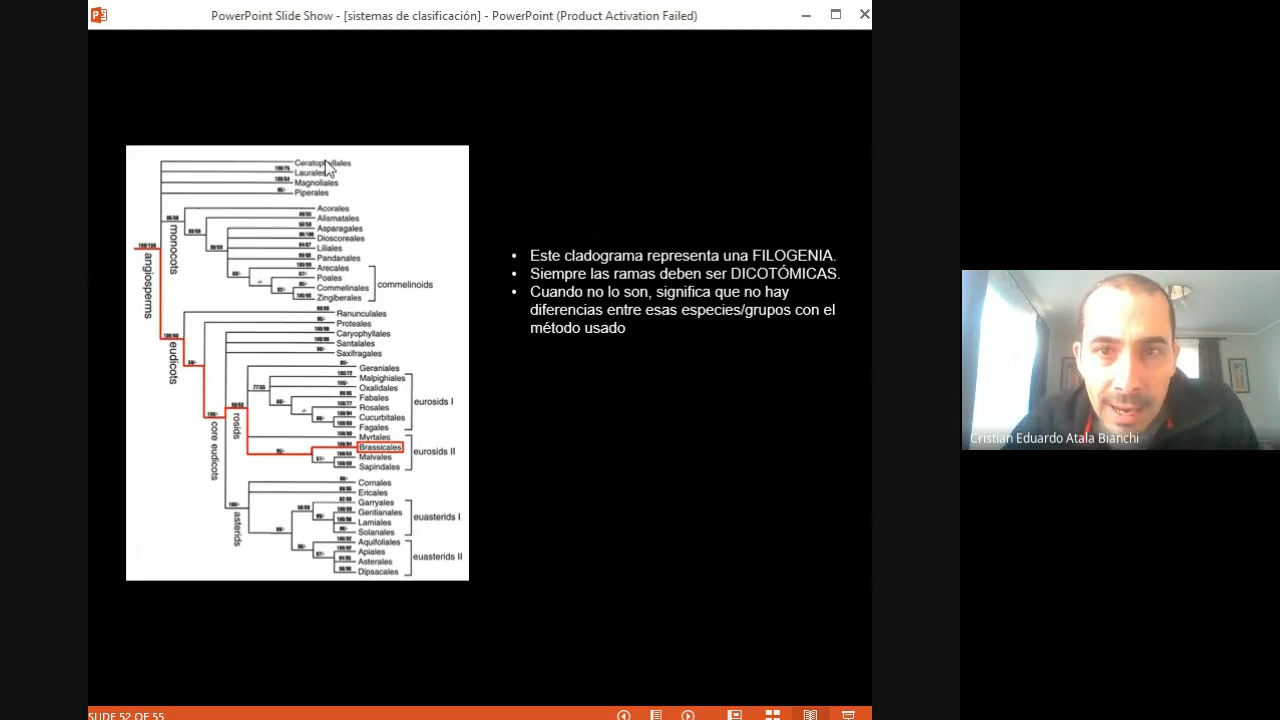 PowerPoint Slide Show - [sistemas de clasificación] - PowerPoint (Product Activation Failed)
Ceratophyllales
Laurales
Magnoliales
Piperales
Acorales
Alismatales
Asparagales
Dioscoreales
Liliales
Pandanales
Arecales
Poales
Commelinales
Zingiberales
commelinoids
monocots
100/100
angiosperms
Ranunculales
Proteales
Caryophyllales
Santalales
Saxifragales
eudicots
Geraniales
Malpighiales
Oxalidales
Fabales
Rosales
Cucurbitales
Fagales
eurosids I
77/55
rosids
core eudicots
Myrtales
Brassicales
Malvales
Sapindales
eurosids II
Cornales
Ericales
Garryales
Gentianales
Lamiales
Solanales
euasterids I
asterids
Aquifoliales
Apiales
Asterales
Dipsacales
euasterids II
• Este cladograma representa una FILOGENIA.
• Siempre las ramas deben ser DICOTÓMICAS.
• Cuando no lo son, significa que no hay
diferencias entre esas especies/grupos con el
método usado
Cristian Eduardo Atala Bianchi
SLIDE 52 OF 55